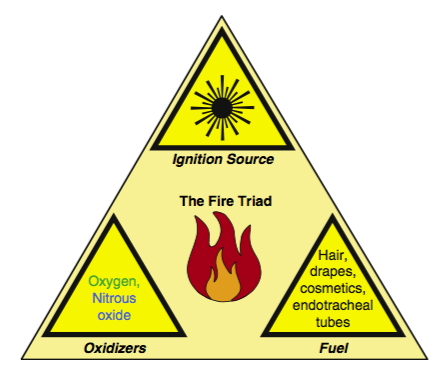 Ignition Source
The Fire Triad
Oxygen,
Nitrous
oxide
Hair,
drapes,
cosmetics,
endotracheal
tubes
Oxidizers
Fuel